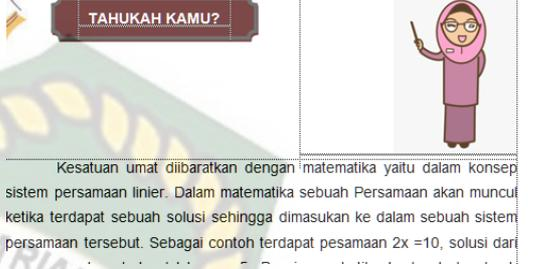 TAHUKAH KAMU?
Kesatuan umat diibaratkan dengan matematika yaitu dalam konsep
sistem persamaan linier. Dalam matematika sebuah Persamaan akan muncul
ketika terdapat sebuah solusi sehingga dimasukan ke dalam sebuah sistem
persamaan tersebut. Sebagai contoh terdapat pesamaan 2x =10, solusi dari